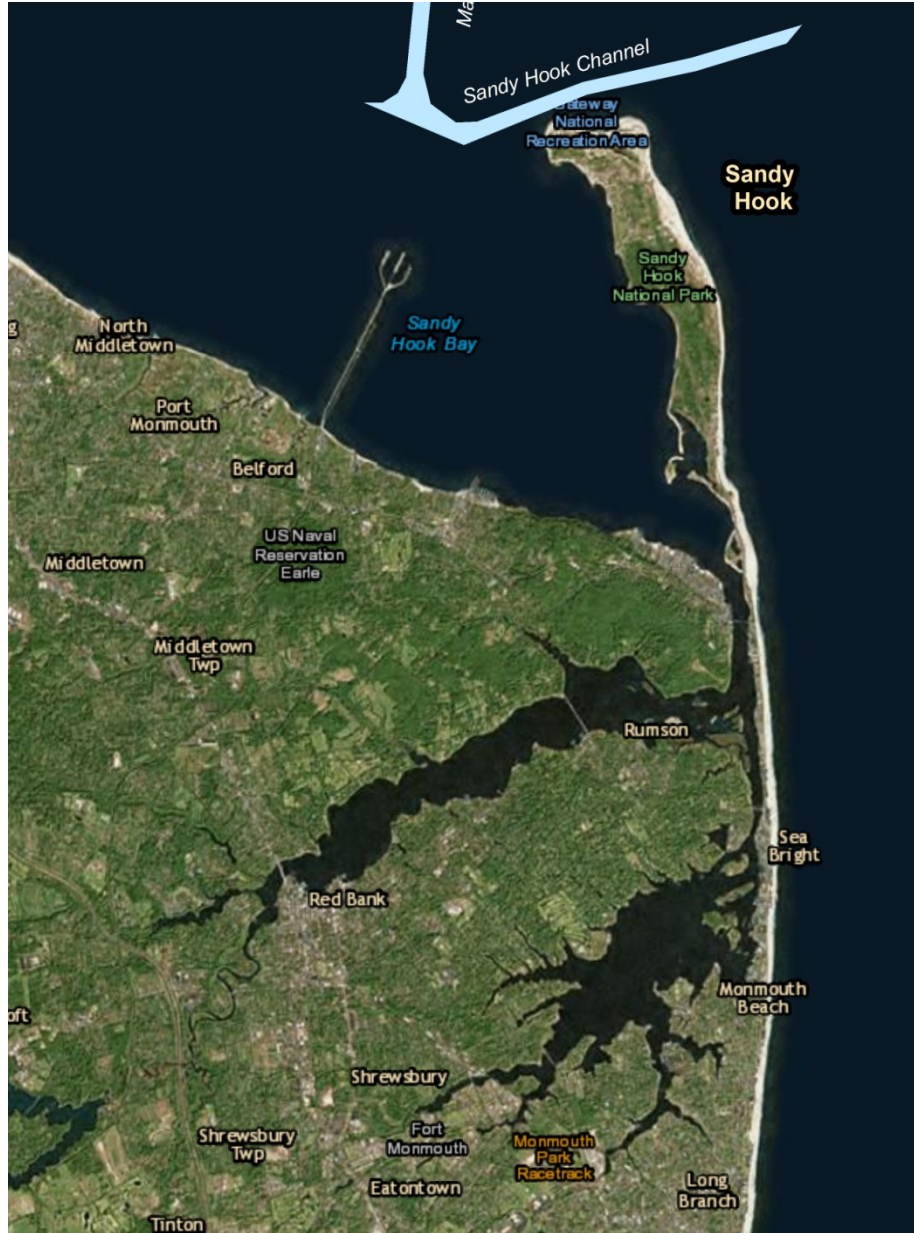 Ma
Sandy Hook Channel
Gateway
National
Recreation Area
Sandy
Hook
Sandy
Hook
National Park
Sandy
Hook Bay
g
North
Middletown
Port
Monmouth
Belford
US Naval
Reservation
Earle
Middletown
Middletown
Twp
Rumson
Sea
Bright
Red Bank
Monmouth
Beach
oft
Shrewsbury
Fort
Monmouth
Shrewsbury
Twp
Monmouth
Park
Racetrack
Eatontown
Long
Branch
Tinton